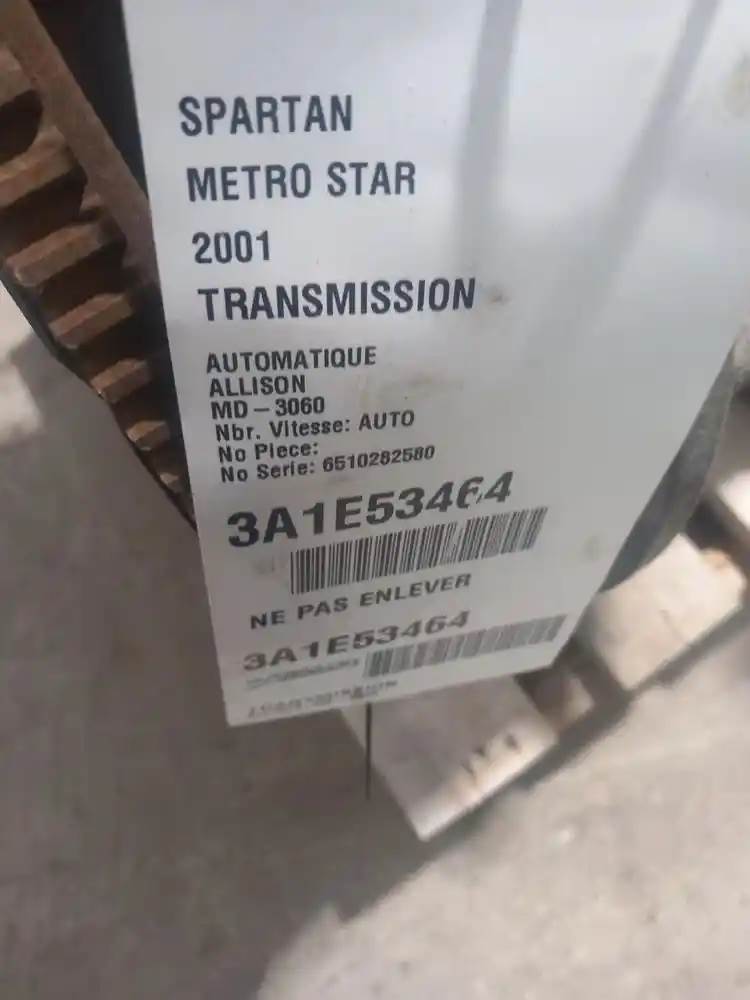 SPARTAN
METRO STAR
2001
TRANSMISSION
AUTOMATIQUE
ALLISON
MD-3060
Nbr. Vitesse: AUTO
No Piece:
No Serie: 6510282580
3A1E53464
NE PAS ENLEVER
3A1E53464